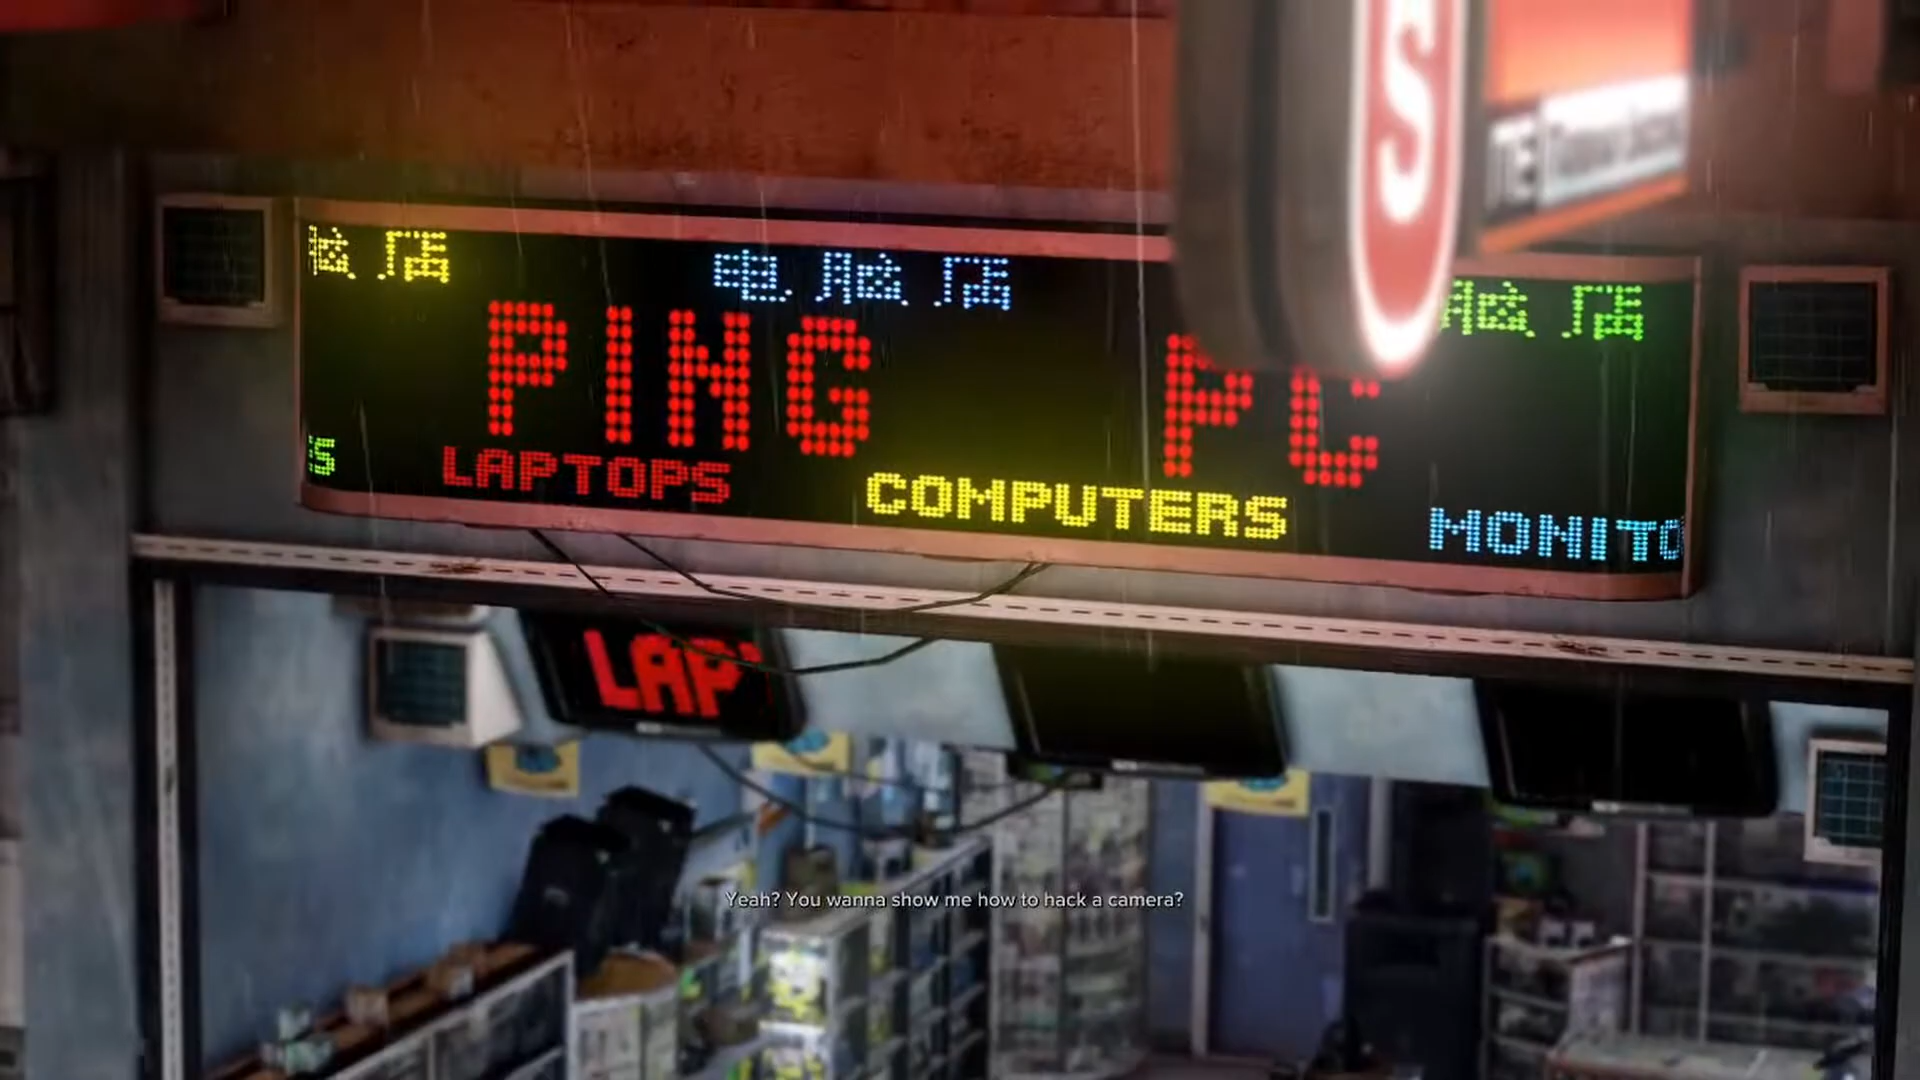 脑店 电脑店 脑店
PING PC
S LAPTOPS COMPUTERS MONITO
S
TE
LAP
Yeah? You wanna show me how to hack a camera?